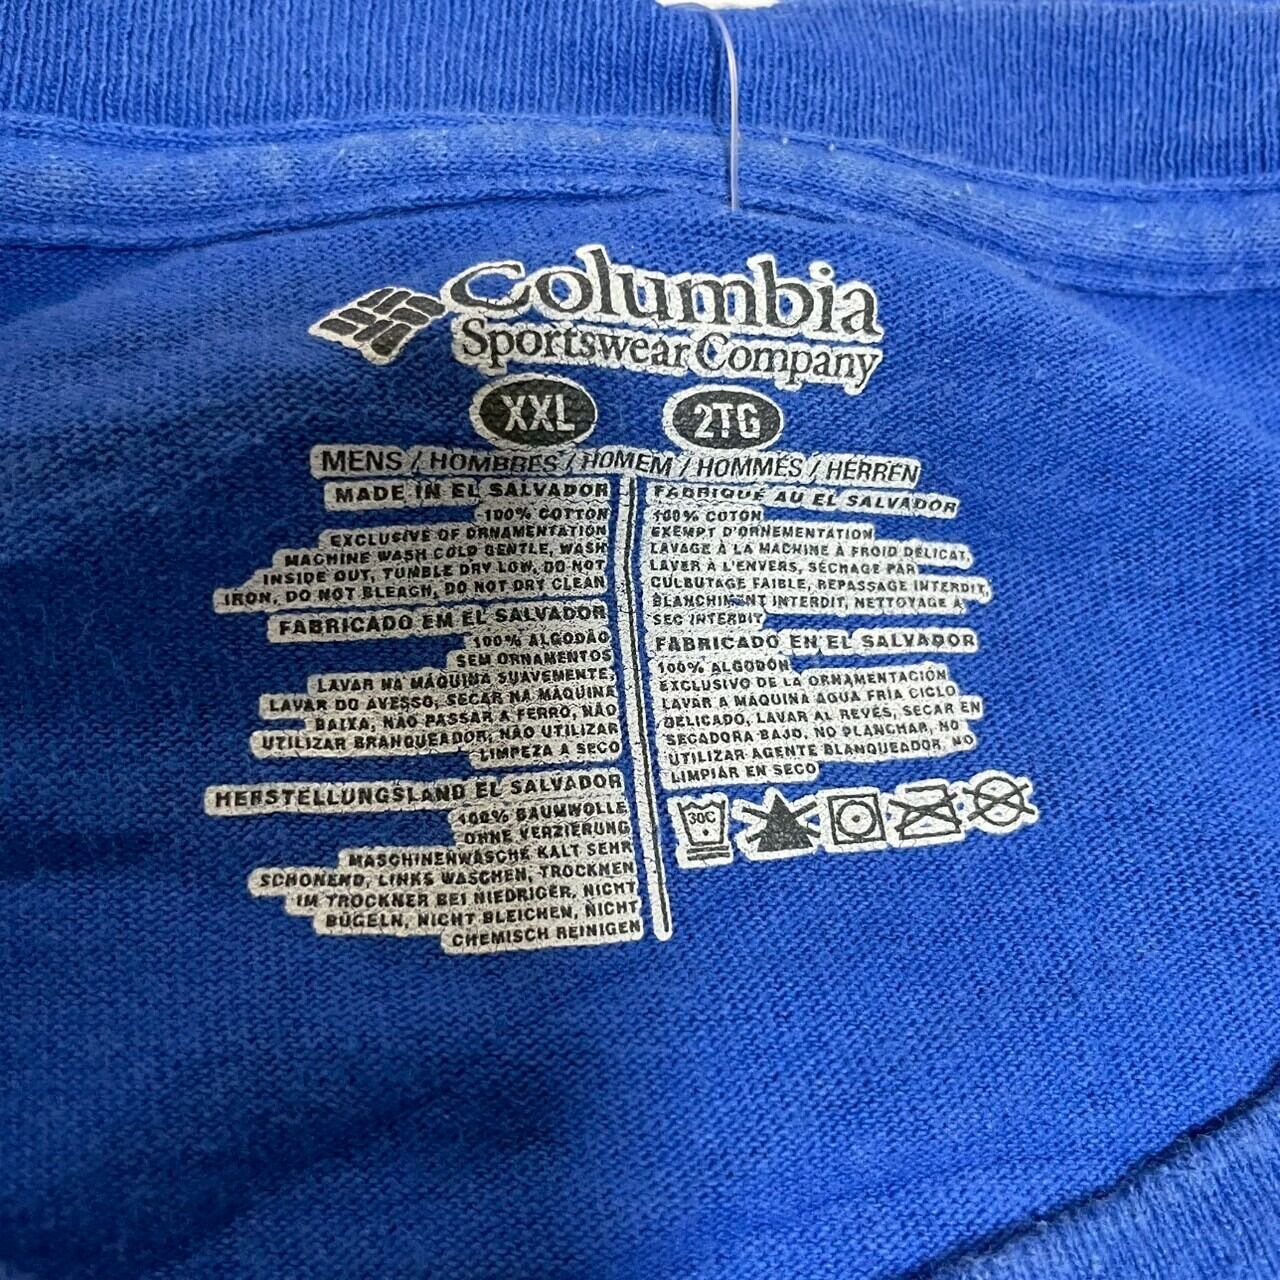 Columbia
Sportswear Company
XXL 2TG
MENS / HOMBRES / HOMEM / HOMMES / HERREN
MADE IN EL SALVADOR
100% COTTON
EXCLUSIVE OF ORNAMENTATION
MACHINE WASH COLD GENTLE, WASH
INSIDE OUT, TUMBLE DRY LOW, DO NOT
IRON, DO NOT BLEACH, DO NOT DRY CLEAN
FABRICADO EM EL SALVADOR
100% ALGODÃO
SEM ORNAMENTOS
LAVAR NA MÁQUINA SUAVEMENTE,
LAVAR DO AVESSO, SECAR NA MÁQUINA
BAIXA, NÃO PASSAR A FERRO, NÃO
UTILIZAR BRANQUEADOR, NÃO UTILIZAR
LIMPEZA A SECO
HERSTELLUNGSLAND EL SALVADOR
100% BAUMWOLLE
OHNE VERZIERUNG
MASCHINENWÄSCHE KALT SEHR
SCHONEND, LINKS WASCHEN, TROCKNEN
IM TROCKNER BEI NIEDRIGER, NICHT
BÜGELN, NICHT BLEICHEN, NICHT
CHEMISCH REINIGEN
FABRIQUÉ AU EL SALVADOR
100% COTON
EXEMPT D'ORNEMENTATION
LAVAGE À LA MACHINE À FROID DÉLICAT,
LAVER À L'ENVERS, SÉCHAGE PAR
CULBUTAGE FAIBLE, REPASSAGE INTERDIT,
BLANCHIMENT INTERDIT, NETTOYAGE À
SEC INTERDIT
FABRICADO EN EL SALVADOR
100% ALGODÓN
EXCLUSIVO DE LA ORNAMENTACIÓN
LAVAR A MÁQUINA AGUA FRÍA CICLO
DELICADO, LAVAR AL REVÉS, SECAR EN
SECADORA BAJO, NO PLANCHAR, NO
UTILIZAR AGENTE BLANQUEADOR, NO
LIMPIAR EN SECO
30C